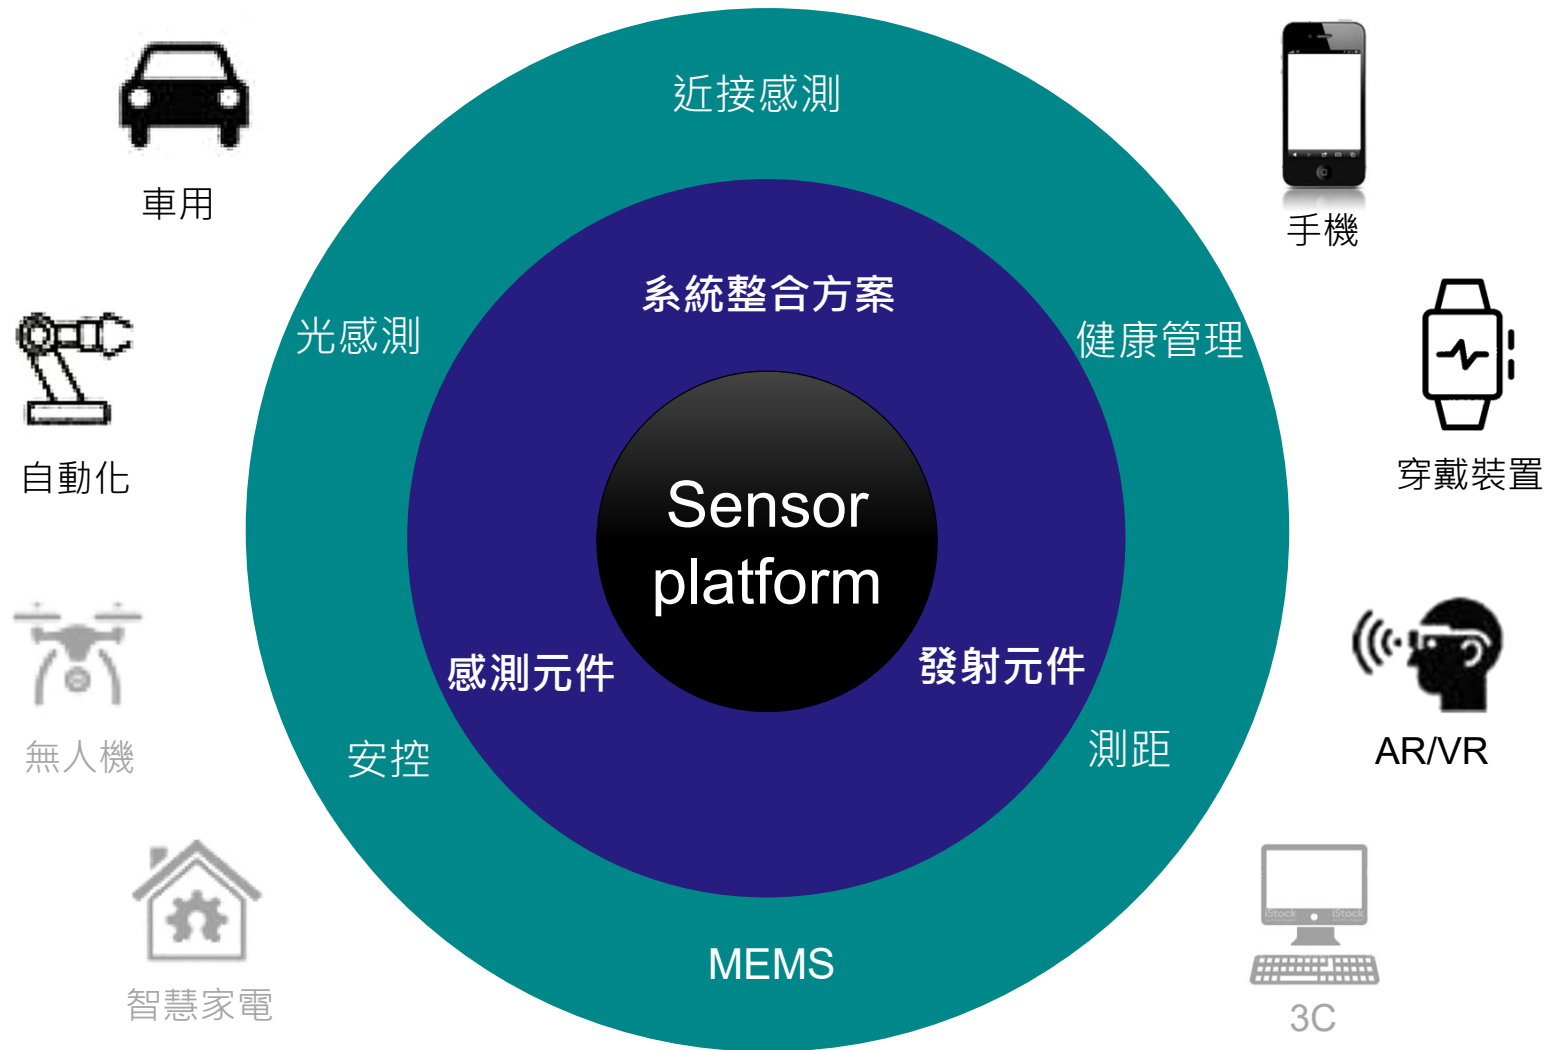 近接感測
車用
手機
系統整合方案
光感測
健康管理
自動化
穿戴裝置
Sensor
platform
感測元件
發射元件
無人機
安控
測距
AR/VR
iStock
iStock
MEMS
智慧家電
3C